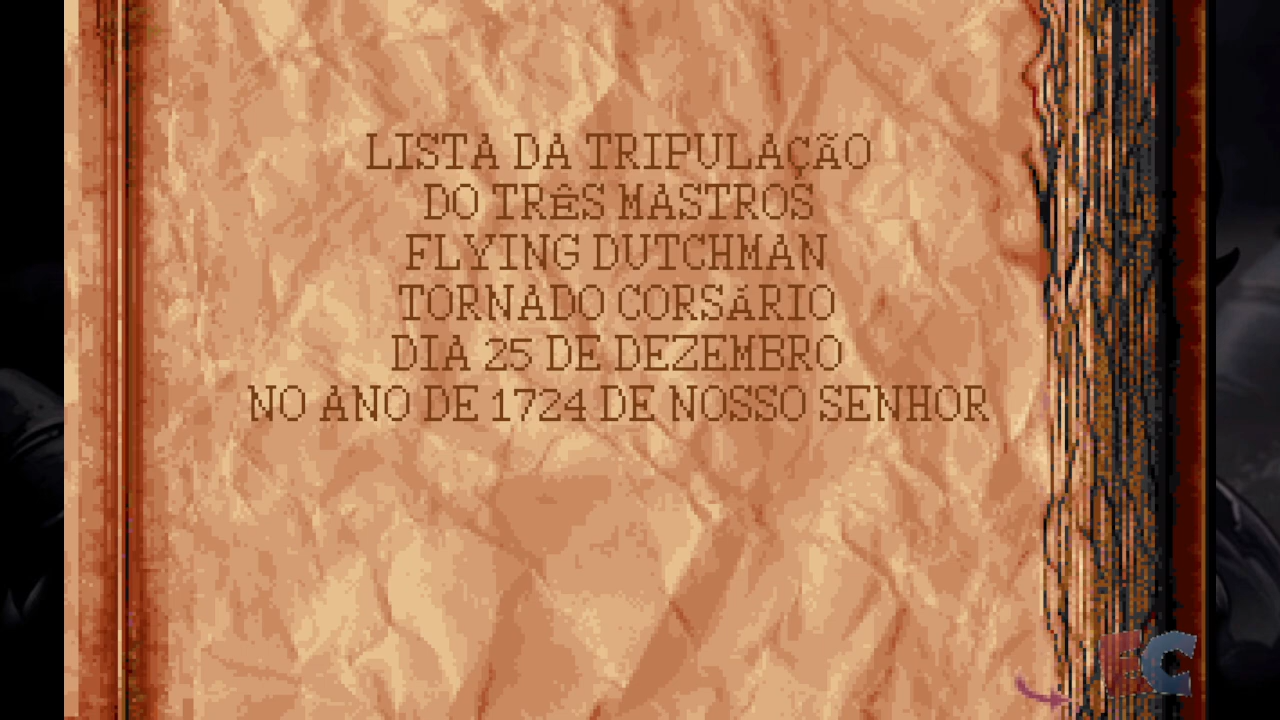 LISTA DA TRIPULAÇÃO
DO TRÊS MASTROS
FLYING DUTCHMAN
TORNADO CORSÁRIO
DIA 25 DE DEZEMBRO
NO ANO DE 1724 DE NOSSO SENHOR
EC